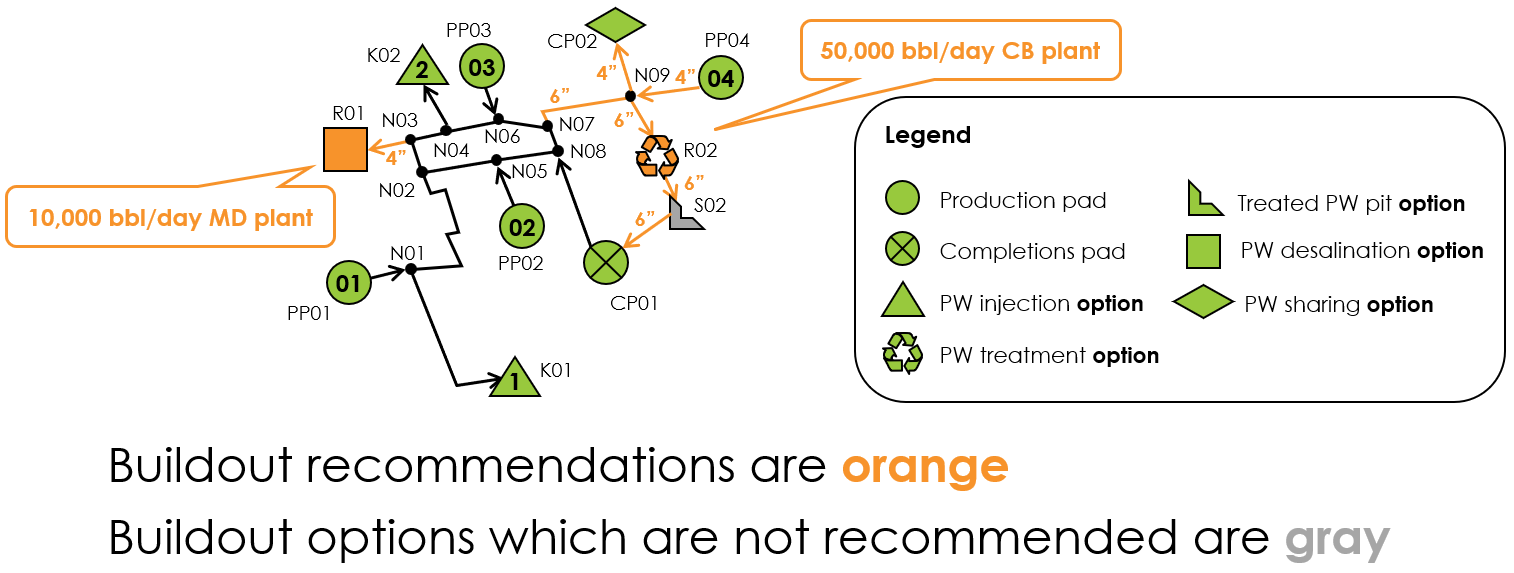 PP03
CP02
PP04
50,000 bbl/day CB plant
K02
2
03
N09
4”
4”
04
6”
R01
N03
N06
N07
6”
Legend
4”
N04
N08
R02
N02
N05
6”
Production pad
Treated PW pit option
10,000 bbl/day MD plant
02
6”
S02
N01
PP02
Completions pad
PW desalination option
01
CP01
PP01
PW injection option
PW sharing option
1
K01
PW treatment option
Buildout recommendations are orange
Buildout options which are not recommended are gray